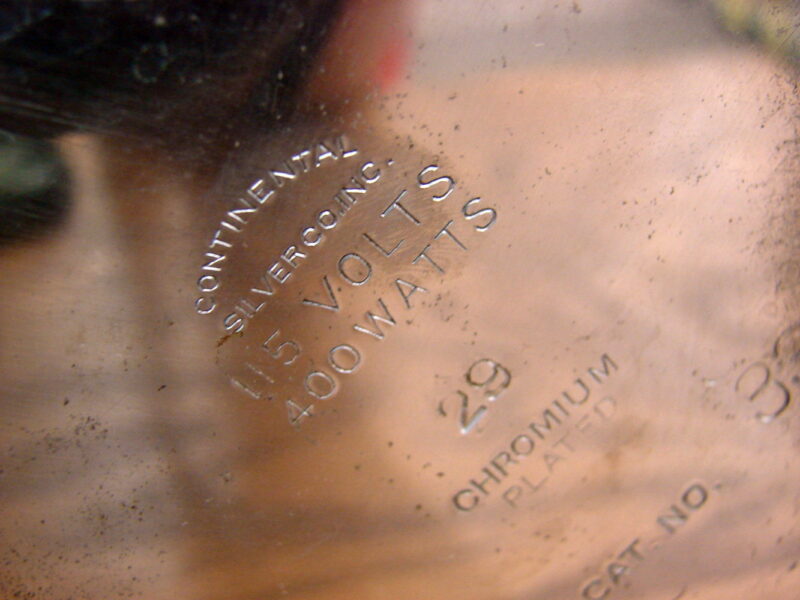 CONTINENTAL
SILVER CO. INC.
115 VOLTS
400 WATTS
29
CHROMIUM
PLATED
CAT. NO.